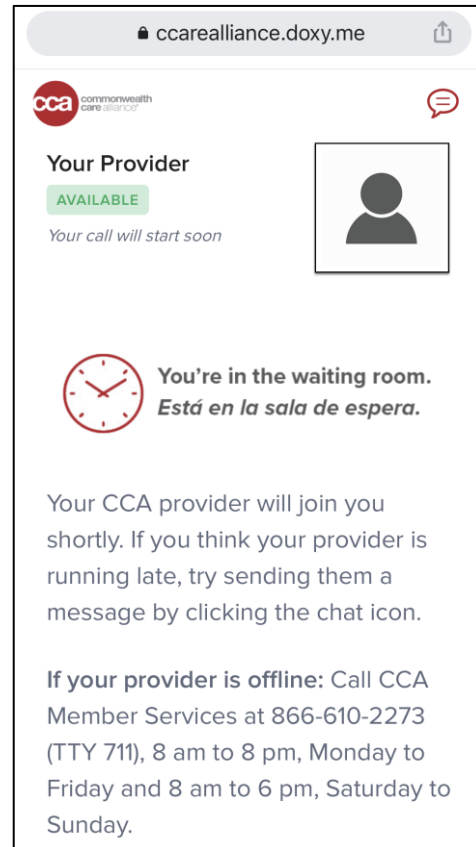 ccarealliance.doxy.me
cca commonwealth
care alliance®
Your Provider
AVAILABLE
Your call will start soon
You're in the waiting room.
Está en la sala de espera.
Your CCA provider will join you
shortly. If you think your provider is
running late, try sending them a
message by clicking the chat icon.
If your provider is offline: Call CCA
Member Services at 866-610-2273
(TTY 711), 8 am to 8 pm, Monday to
Friday and 8 am to 6 pm, Saturday to
Sunday.